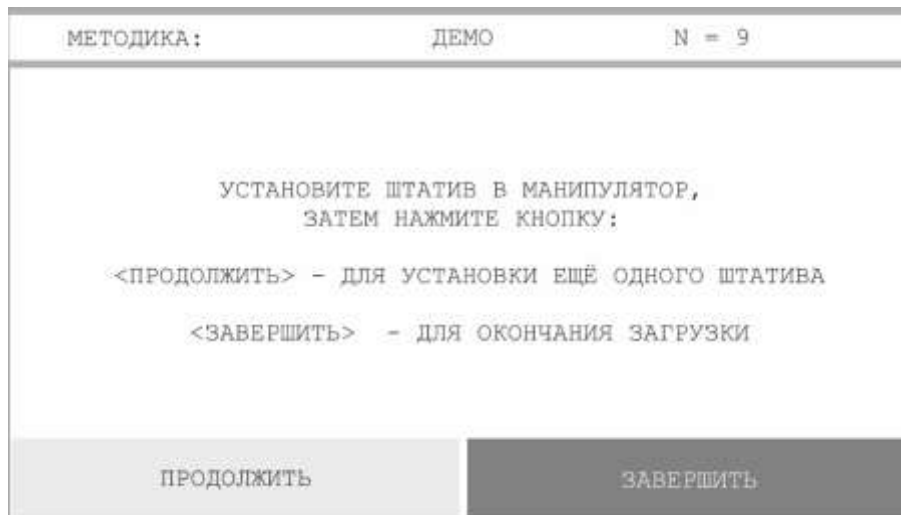 МЕТОДИКА: ДЕМО N = 9
УСТАНОВИТЕ ШТАТИВ В МАНИПУЛЯТОР,
ЗАТЕМ НАЖМИТЕ КНОПКУ:
<ПРОДОЛЖИТЬ> - ДЛЯ УСТАНОВКИ ЕЩЁ ОДНОГО ШТАТИВА
<ЗАВЕРШИТЬ> - ДЛЯ ОКОНЧАНИЯ ЗАГРУЗКИ
ПРОДОЛЖИТЬ ЗАВЕРШИТЬ